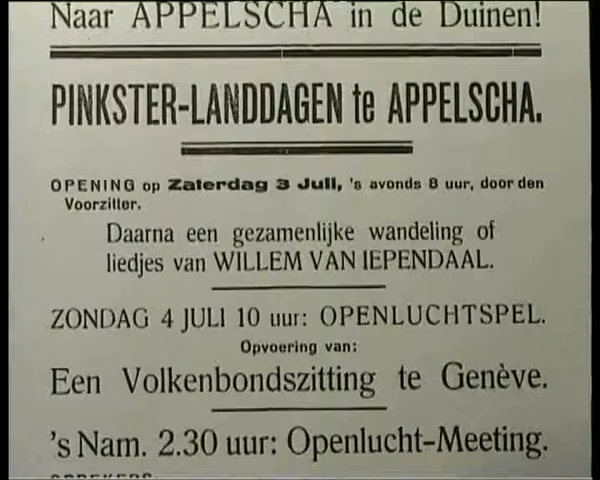 Naar APPELSCHA in de Duinen!
PINKSTER-LANDDAGEN te APPELSCHA.
OPENING op Zaterdag 3 Juli, 's avonds 8 uur, door den
Voorzitter.
Daarna een gezamenlijke wandeling of
liedjes van WILLEM VAN IEPENDAAL.
ZONDAG 4 JULI 10 uur: OPENLUCHTSPEL.
Opvoering van:
Een Volkenbondszitting te Genève.
's Nam. 2.30 uur: Openlucht-Meeting.